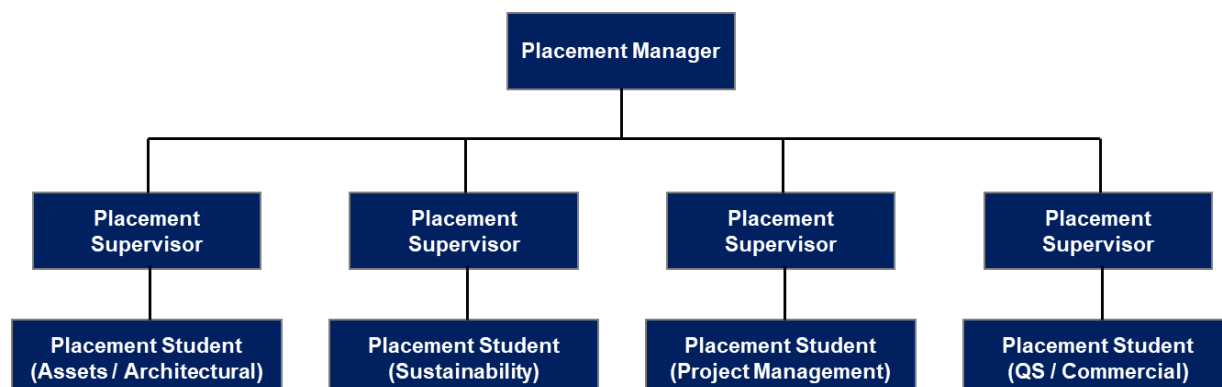 Placement Manager
Placement
Supervisor
Placement
Supervisor
Placement
Supervisor
Placement
Supervisor
Placement Student
(Assets / Architectural)
Placement Student
(Sustainability)
Placement Student
(Project Management)
Placement Student
(QS / Commercial)